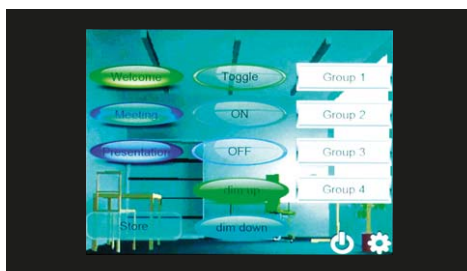 Welcome
Toggle
Group 1
Meeting
ON
Group 2
Presentation
OFF
Group 3
dim up
Group 4
Store
dim down